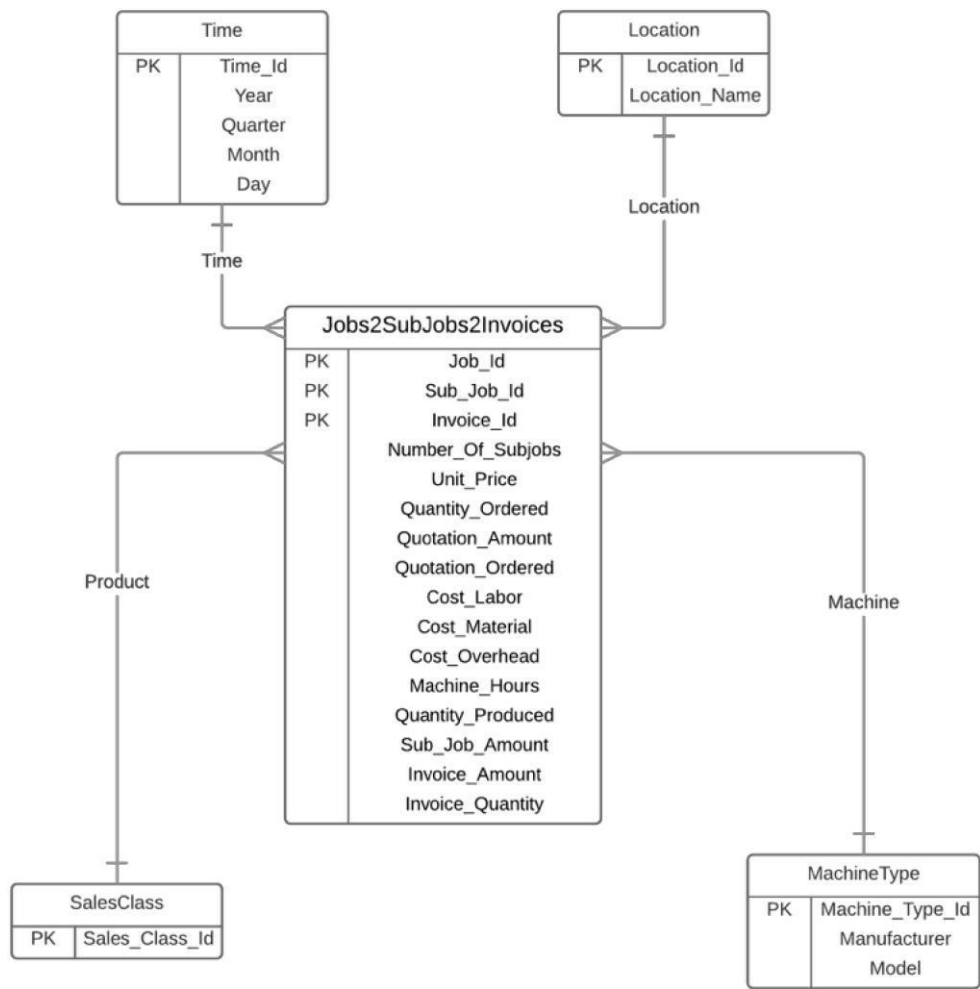 Time
PK Time_Id
Year
Quarter
Month
Day
Location
PK Location_Id
Location_Name
Time
Location
Jobs2SubJobs2Invoices
PK Job_Id
PK Sub_Job_Id
PK Invoice_Id
Number_Of_Subjobs
Unit_Price
Quantity_Ordered
Quotation_Amount
Quotation_Ordered
Cost_Labor
Cost_Material
Cost_Overhead
Machine_Hours
Quantity_Produced
Sub_Job_Amount
Invoice_Amount
Invoice_Quantity
Product
Machine
SalesClass
PK Sales_Class_Id
MachineType
PK Machine_Type_Id
Manufacturer
Model